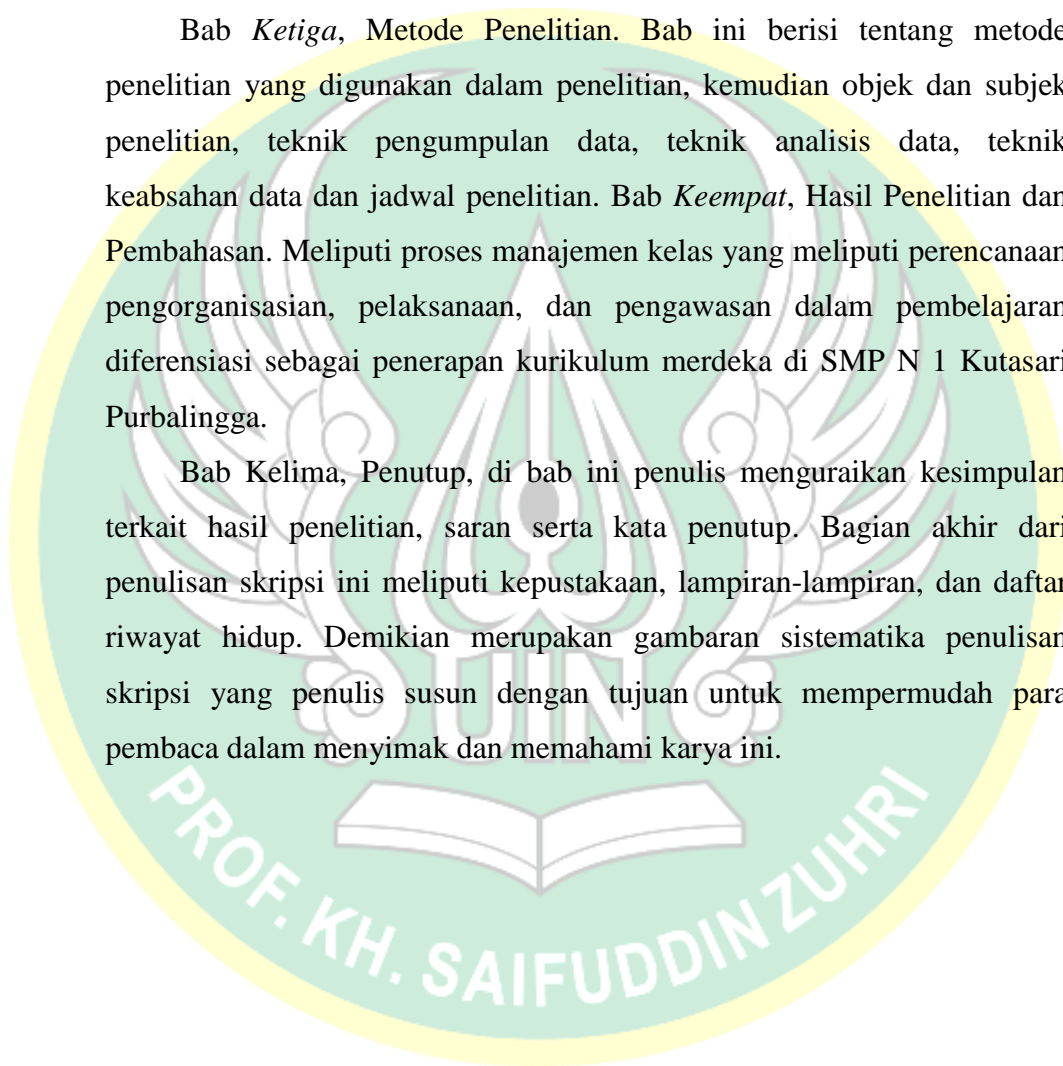 Bab Ketiga, Metode Penelitian. Bab ini berisi tentang metode
penelitian yang digunakan dalam penelitian, kemudian objek dan subjek
penelitian, teknik pengumpulan data, teknik analisis data, teknik
keabsahan data dan jadwal penelitian. Bab Keempat, Hasil Penelitian dan
Pembahasan. Meliputi proses manajemen kelas yang meliputi perencanaan
pengorganisasian, pelaksanaan, dan pengawasan dalam pembelajaran
diferensiasi sebagai penerapan kurikulum merdeka di SMP N 1 Kutasari
Purbalingga.
Bab Kelima, Penutup, di bab ini penulis menguraikan kesimpulan
terkait hasil penelitian, saran serta kata penutup. Bagian akhir dari
penulisan skripsi ini meliputi kepustakaan, lampiran-lampiran, dan daftar
riwayat hidup. Demikian merupakan gambaran sistematika penulisan
skripsi yang penulis susun dengan tujuan untuk mempermudah para
pembaca dalam menyimak dan memahami karya ini.
UIN
PROF. KH. SAIFUDDIN ZUHRI